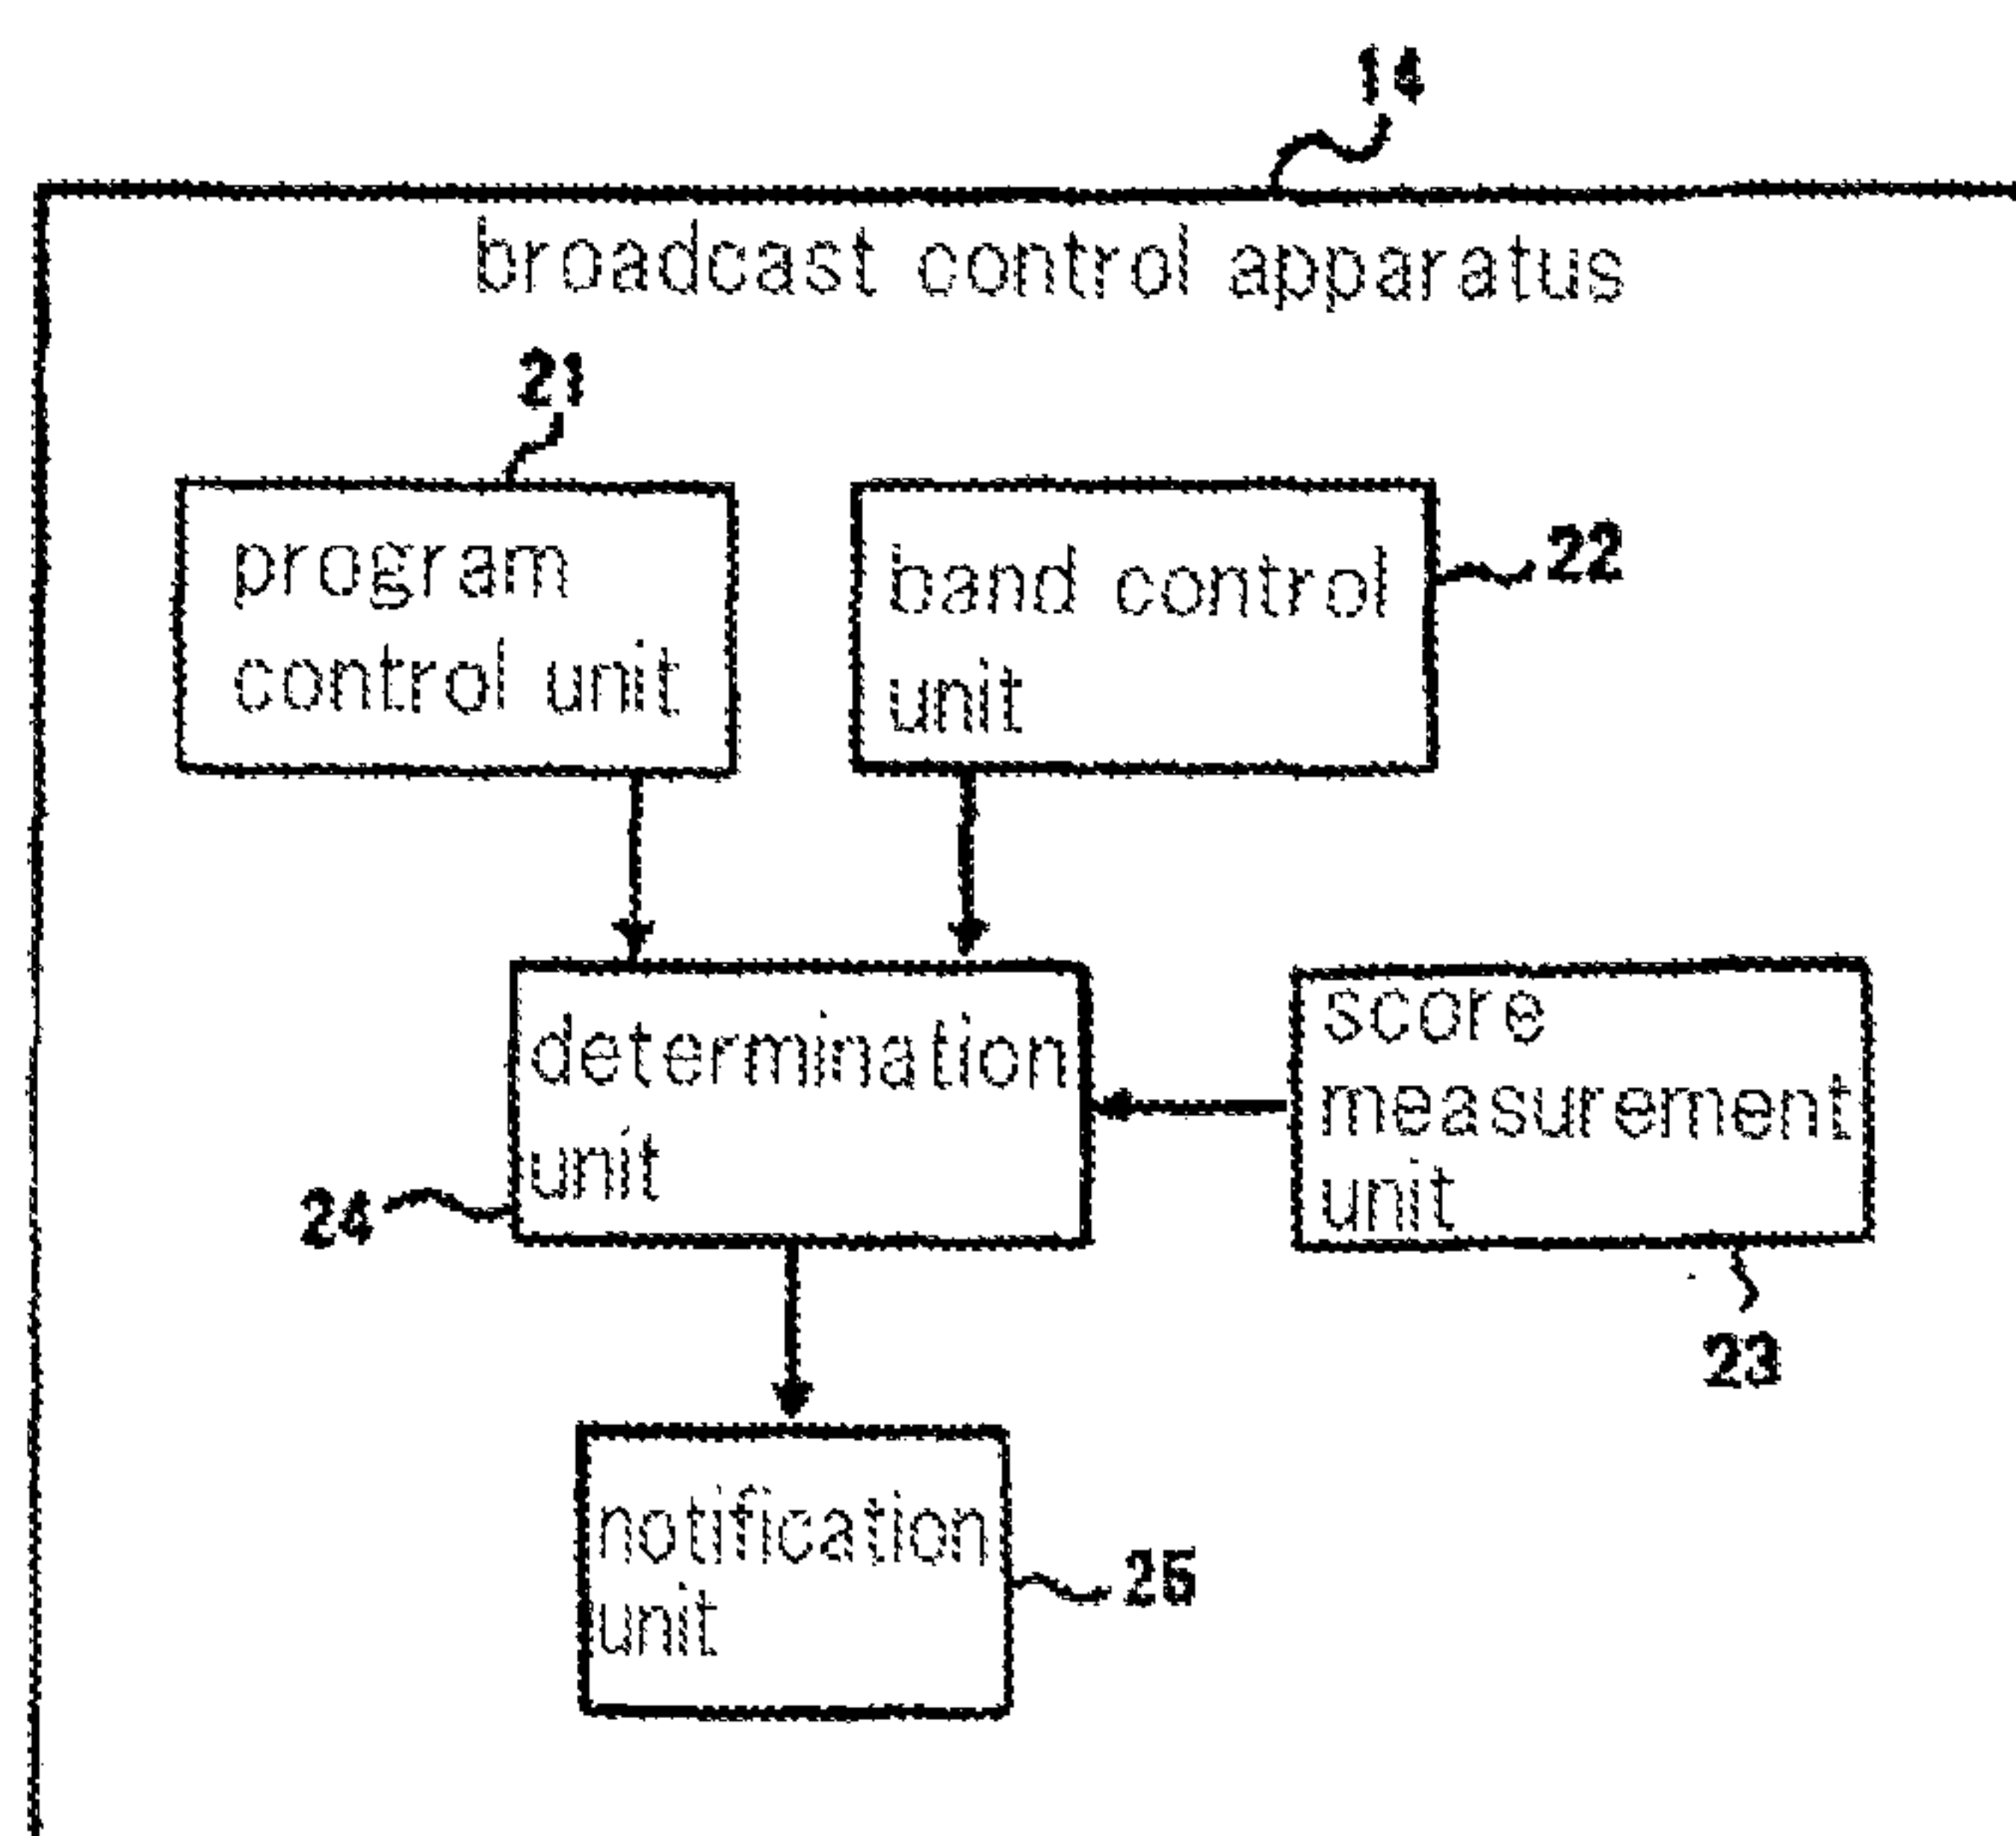 14
broadcast control apparatus
21
program
control unit
band control
unit
22
determination
unit
24
score
measurement
unit
23
notification
unit
25